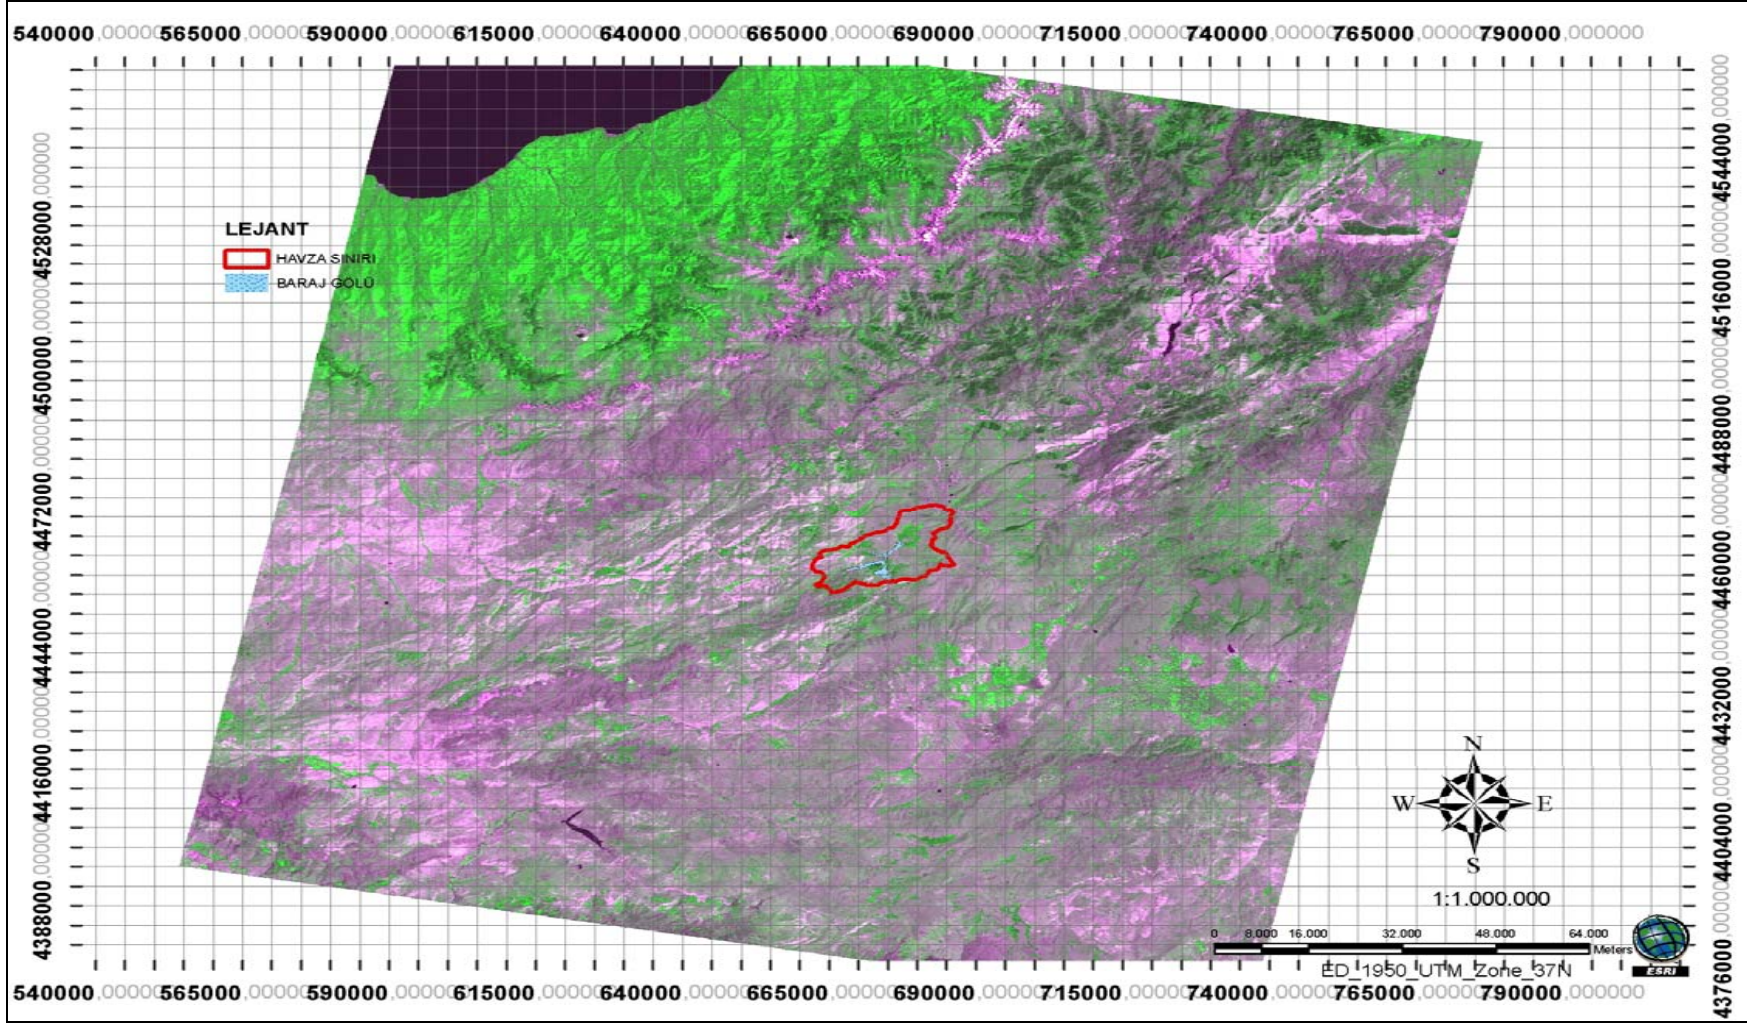 540000,000000 565000,000000 590000,000000 615000,000000 640000,000000 665000,000000 690000,000000 715000,000000 740000,000000 765000,000000 790000,000000
4528000,000000
4500000,000000
4472000,000000
4444000,000000
4416000,000000
4388000,000000
LEJANT
HAVZA SINIRI
BARAJ GÖLÜ
4544000,000000
4516000,000000
4488000,000000
4460000,000000
4432000,000000
4404000,000000
4376000,000000
N
W E
S
1:1.000.000
0 8.000 16.000 32.000 48.000 64.000
Meters
ED_1950_UTM_Zone_37N
ESRI
540000,000000 565000,000000 590000,000000 615000,000000 640000,000000 665000,000000 690000,000000 715000,000000 740000,000000 765000,000000 790000,000000